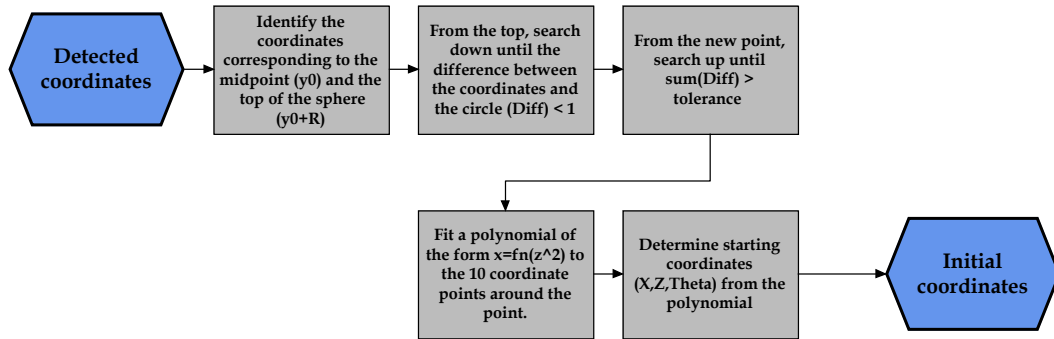 Detected
coordinates
Identify the
coordinates
corresponding to the
midpoint (y0) and the
top of the sphere
(y0+R)
From the top, search
down until the
difference between
the coordinates and
the circle (Diff) < 1
From the new point,
search up until
sum(Diff) >
tolerance
Fit a polynomial of
the form x=fn(z^2) to
the 10 coordinate
points around the
point.
Determine starting
coordinates
(X,Z,Theta) from the
polynomial
Initial
coordinates